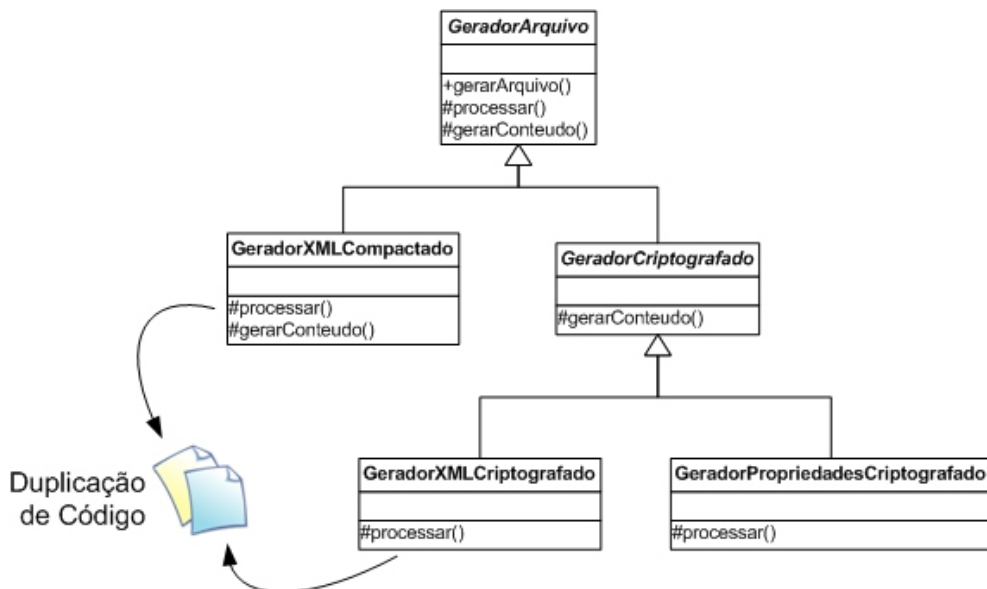 GeradorArquivo
+gerarArquivo()
#processar()
#gerarConteudo()
GeradorXMLCompactado
#processar()
#gerarConteudo()
GeradorCriptografado
#gerarConteudo()
Duplicação
de Código
GeradorXMLCriptografado
#processar()
GeradorPropriedadesCriptografado
#processar()